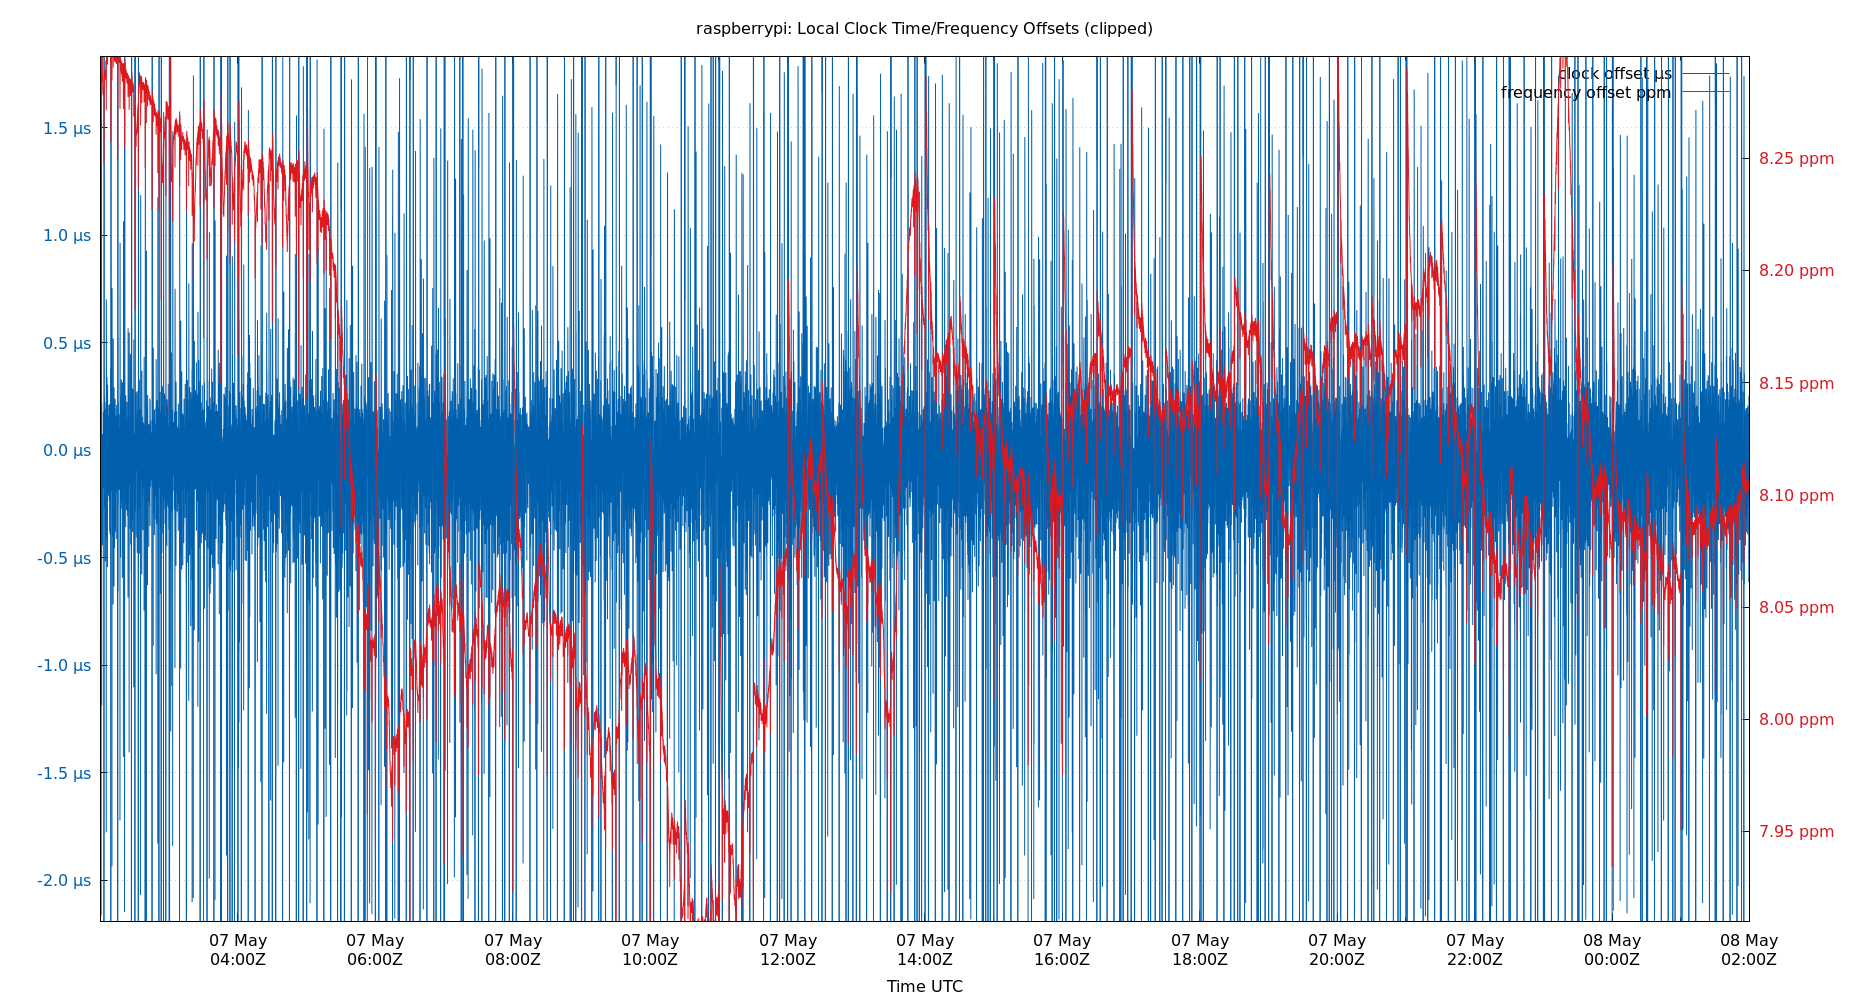 raspberrypi: Local Clock Time/Frequency Offsets (clipped)
clock offset µs
frequency offset ppm
1.5 µs
1.0 µs
0.5 µs
0.0 µs
-0.5 µs
-1.0 µs
-1.5 µs
-2.0 µs
8.25 ppm
8.20 ppm
8.15 ppm
8.10 ppm
8.05 ppm
8.00 ppm
7.95 ppm
07 May 07 May 07 May 07 May 07 May 07 May 07 May 07 May 07 May 07 May 08 May 08 May
04:00Z 06:00Z 08:00Z 10:00Z 12:00Z 14:00Z 16:00Z 18:00Z 20:00Z 22:00Z 00:00Z 02:00Z
Time UTC